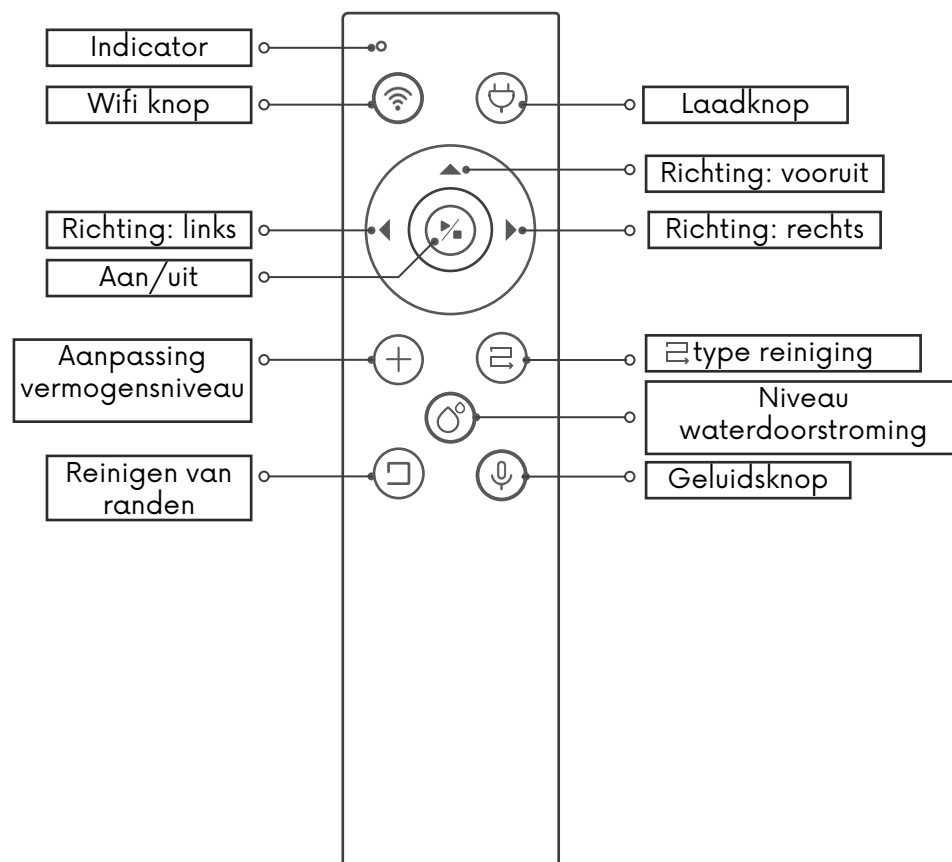 Indicator
Wifi knop
Laadknop
Richting: vooruit
Richting: links
Richting: rechts
Aan/uit
Aanpassing
vermogensniveau
type reiniging
Niveau
waterdoorstroming
Reinigen van
randen
Geluidsknop